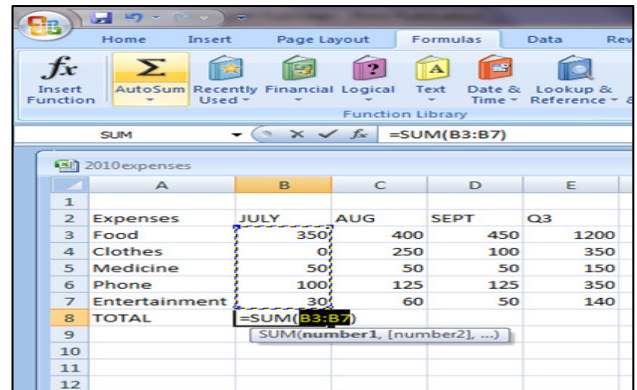 Home Insert Page Layout Formulas Data Rev
fx Σ ? A
Insert Function AutoSum Recently Used Financial Logical Text Date & Time Lookup & Reference
Function Library
SUM fx =SUM(B3:B7)
2010expenses
A B C D E
1
2 Expenses JULY AUG SEPT Q3
3 Food 350 400 450 1200
4 Clothes 0 250 100 350
5 Medicine 50 50 50 150
6 Phone 100 125 125 350
7 Entertainment 30 60 50 140
8 TOTAL =SUM(B3:B7)
9 SUM(number1, [number2], ...)
10
11
12